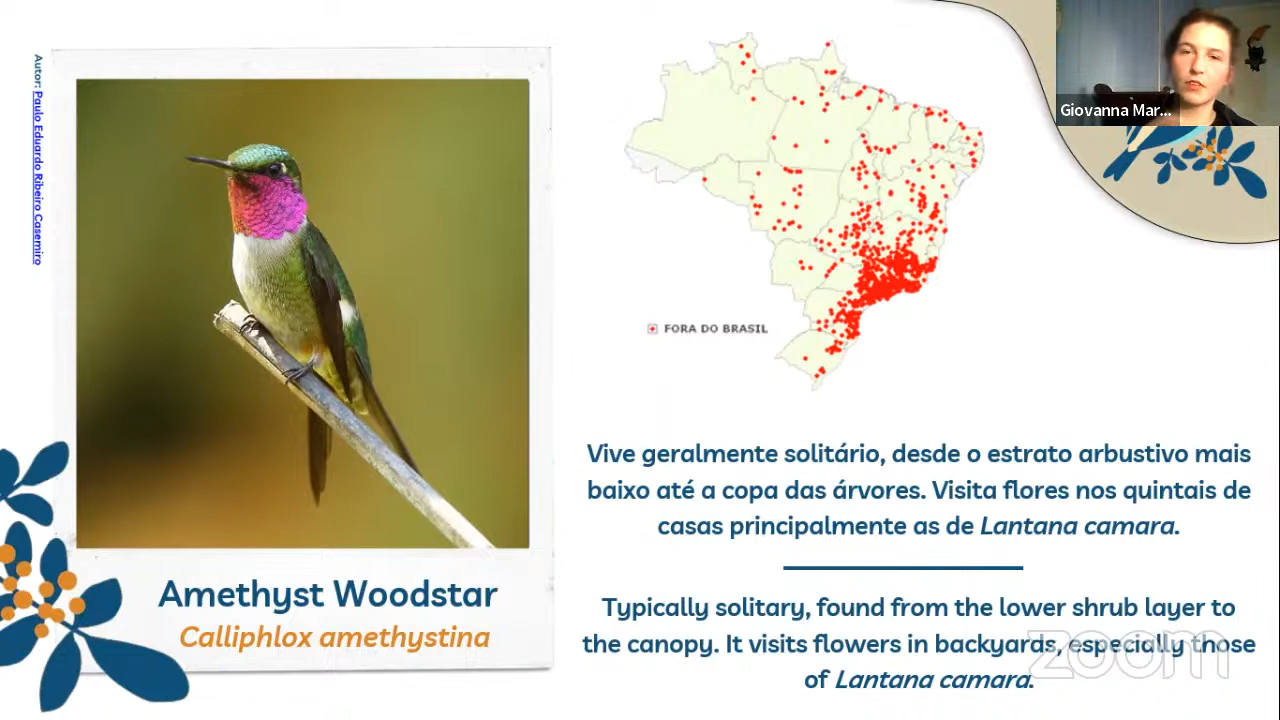 Autor: Paulo Eduardo Ribeiro Casemiro
Giovanna Mar...
FORA DO BRASIL
Vive geralmente solitário, desde o estrato arbustivo mais
baixo até a copa das árvores. Visita flores nos quintais de
casas principalmente as de Lantana camara.
Amethyst Woodstar
Calliphlox amethystina
Typically solitary, found from the lower shrub layer to
the canopy. It visits flowers in backyards, especially those
of Lantana camara.
zoom